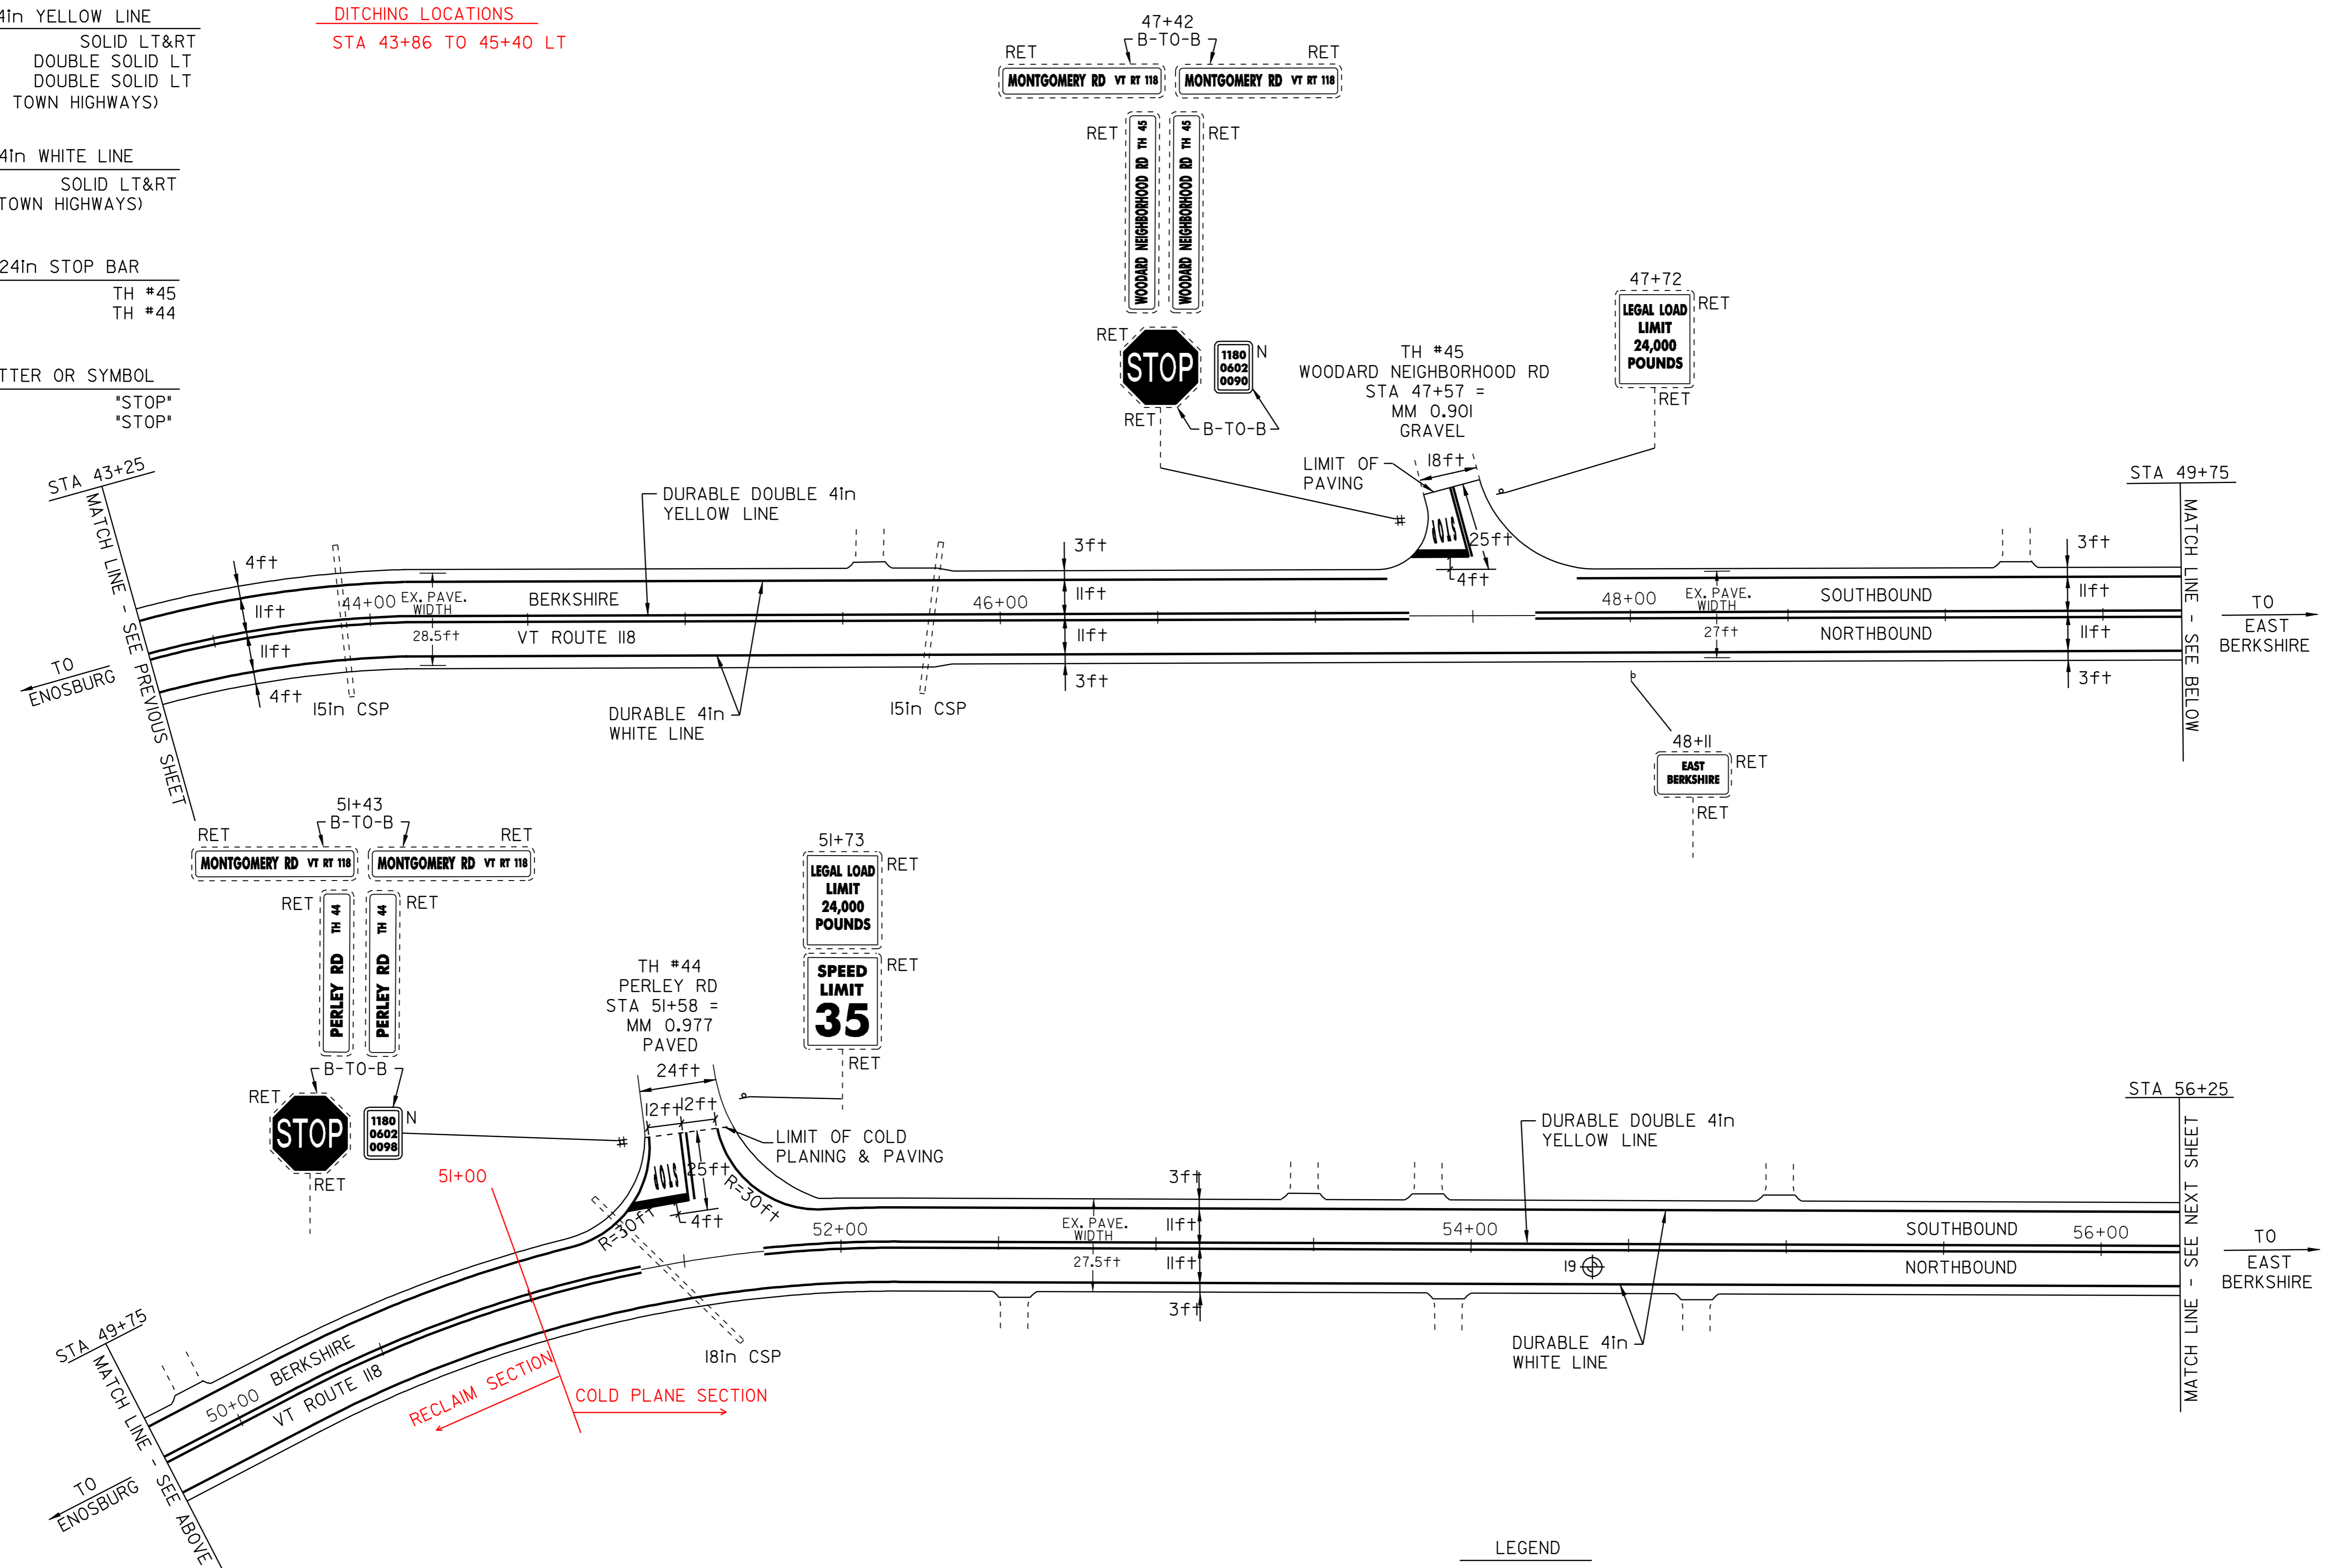 4in YELLOW LINE
SOLID LT&RT
DOUBLE SOLID LT
DOUBLE SOLID LT
TOWN HIGHWAYS)
4in WHITE LINE
SOLID LT&RT
TOWN HIGHWAYS)
24in STOP BAR
TH #45
TH #44
TTER OR SYMBOL
"STOP"
"STOP"
DITCHING LOCATIONS
STA 43+86 TO 45+40 LT
47+42
B-TO-B
RET
RET
MONTGOMERY RD VT RT 118
MONTGOMERY RD VT RT 118
RET
RET
WOODARD NEIGHBORHOOD RD TH 45
WOODARD NEIGHBORHOOD RD TH 45
RET
STOP
1180
0602
0090
N
RET
B-TO-B
TH #45
WOODARD NEIGHBORHOOD RD
STA 47+57 =
MM 0.901
GRAVEL
47+72
LEGAL LOAD
LIMIT
24,000
POUNDS
RET
RET
LIMIT OF
PAVING
18ft
STOP
25ft
4ft
STA 43+25
MATCH LINE - SEE PREVIOUS SHEET
TO
ENOSBURG
4ft
11ft
11ft
4ft
44+00
EX. PAVE.
WIDTH
28.5ft
15in CSP
BERKSHIRE
VT ROUTE 118
DURABLE DOUBLE 4in
YELLOW LINE
DURABLE 4in
WHITE LINE
15in CSP
46+00
3ft
11ft
11ft
3ft
48+00
EX. PAVE.
WIDTH
27ft
SOUTHBOUND
NORTHBOUND
3ft
11ft
11ft
3ft
STA 49+75
MATCH LINE - SEE BELOW
TO
EAST
BERKSHIRE
48+11
EAST
BERKSHIRE
RET
RET
51+43
B-TO-B
RET
RET
MONTGOMERY RD VT RT 118
MONTGOMERY RD VT RT 118
RET
RET
PERLEY RD TH 44
PERLEY RD TH 44
B-TO-B
RET
STOP
1180
0602
0098
N
RET
TH #44
PERLEY RD
STA 51+58 =
MM 0.977
PAVED
51+73
LEGAL LOAD
LIMIT
24,000
POUNDS
RET
SPEED
LIMIT
35
RET
RET
24ft
12ft
12ft
LIMIT OF COLD
PLANING & PAVING
STOP
25ft
4ft
R=30ft
R=30ft
51+00
RECLAIM SECTION
COLD PLANE SECTION
18in CSP
STA 49+75
MATCH LINE - SEE ABOVE
TO
ENOSBURG
50+00
BERKSHIRE
VT ROUTE 118
52+00
EX. PAVE.
WIDTH
27.5ft
3ft
11ft
11ft
3ft
DURABLE DOUBLE 4in
YELLOW LINE
54+00
19
DURABLE 4in
WHITE LINE
SOUTHBOUND
NORTHBOUND
56+00
STA 56+25
MATCH LINE - SEE NEXT SHEET
TO
EAST
BERKSHIRE
LEGEND